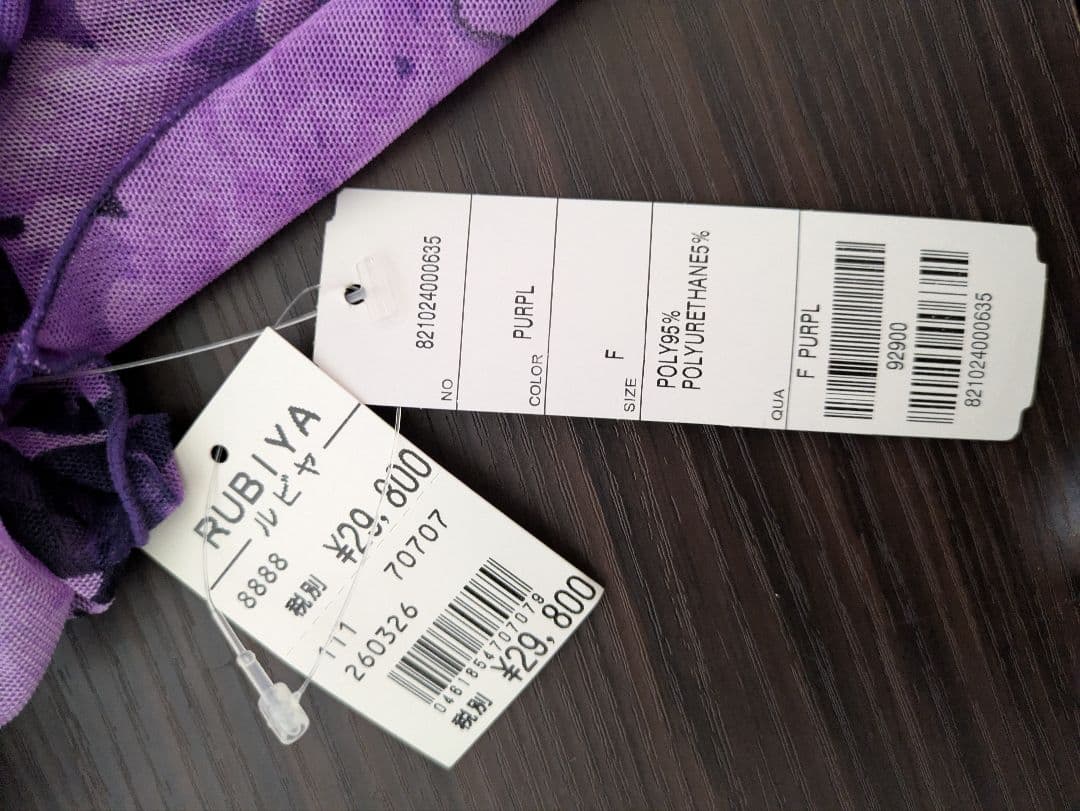 NO
821024000635
COLOR
PURPL
SIZE
F
POLY95%
POLYURETHANE5%
QUA
F PURPL
92900
821024000635
RUBIYA
ルビヤ
8888
税別 ¥29,800
111
260326 70707
0461854707079
税別 ¥29,800